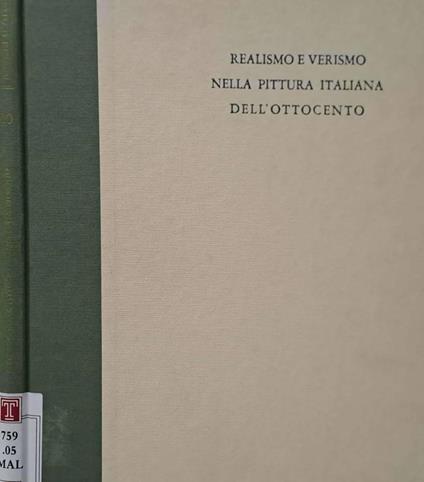 REALISMO E VERISMO
NELLA PITTURA ITALIANA
DELL'OTTOCENTO
T
759
.05
MAL